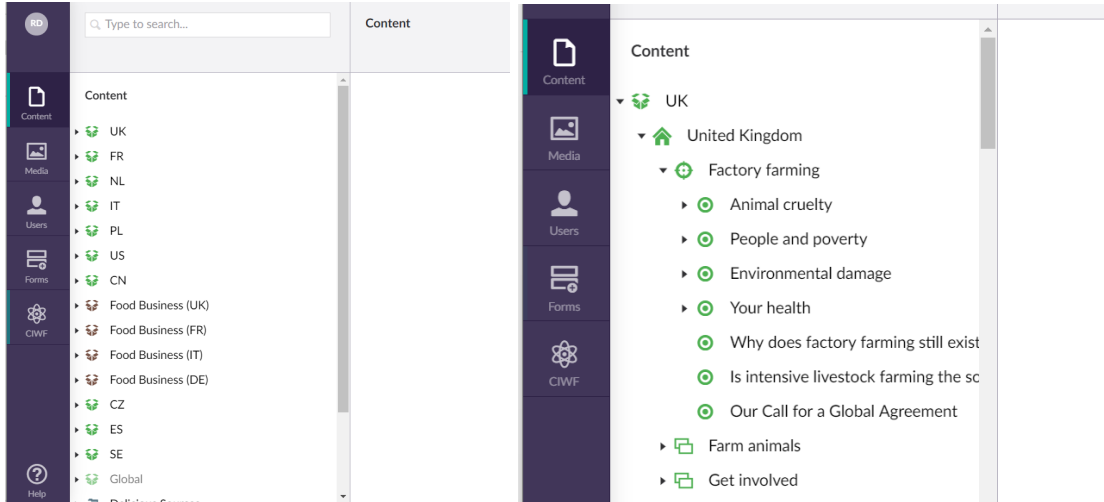 RD
Type to search...
Content
Content
Media
Users
Forms
CIWF
Help
Content
UK
FR
NL
IT
PL
US
CN
Food Business (UK)
Food Business (FR)
Food Business (IT)
Food Business (DE)
CZ
ES
SE
Global
Content
Media
Users
Forms
CIWF
Content
UK
United Kingdom
Factory farming
Animal cruelty
People and poverty
Environmental damage
Your health
Why does factory farming still exist
Is intensive livestock farming the so
Our Call for a Global Agreement
Farm animals
Get involved